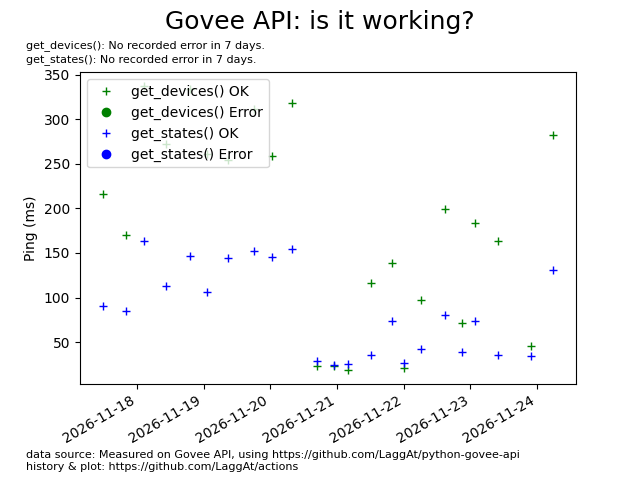 Govee API: is it working?
get_devices(): No recorded error in 7 days.
get_states(): No recorded error in 7 days.
350
300
250
200
150
100
50
Ping (ms)
get_devices() OK
get_devices() Error
get_states() OK
get_states() Error
2026-11-18
2026-11-19
2026-11-20
2026-11-21
2026-11-22
2026-11-23
2026-11-24
data source: Measured on Govee API, using https://github.com/LaggAt/python-govee-api
history & plot: https://github.com/LaggAt/actions